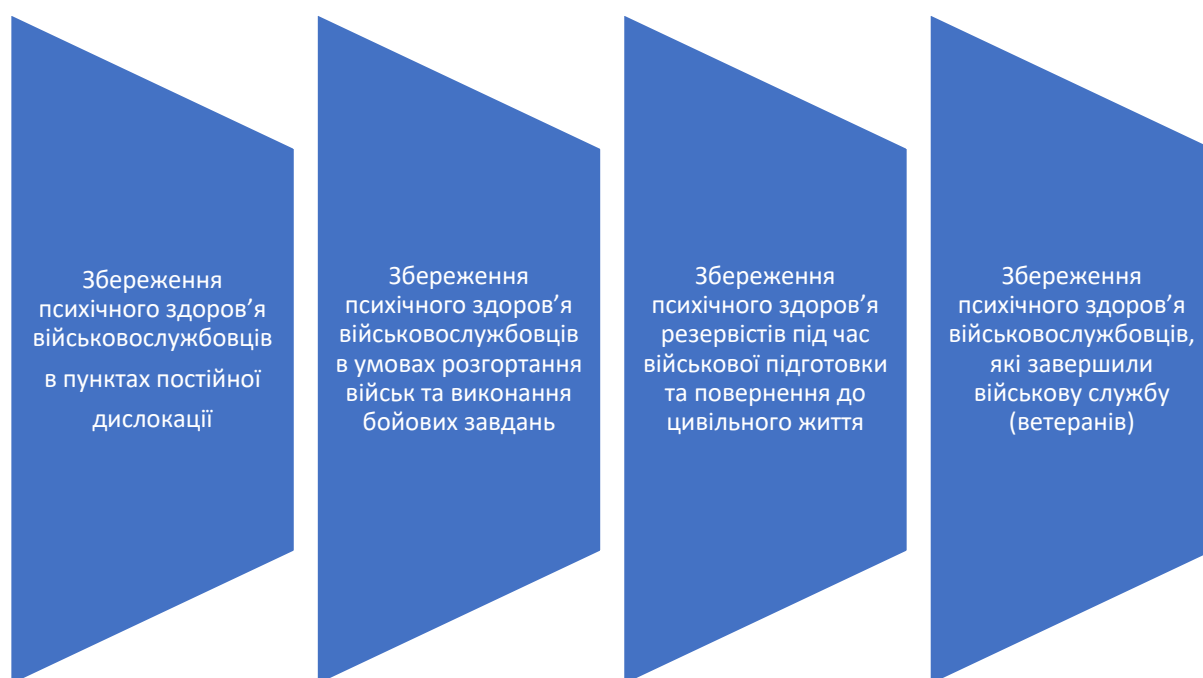 Збереження
психічного здоров’я
військовослужбовців
в пунктах постійної
дислокації
Збереження
психічного здоров’я
військовослужбовців
в умовах розгортання
військ та виконання
бойових завдань
Збереження
психічного здоров’я
резервістів під час
військової підготовки
та повернення до
цивільного життя
Збереження
психічного здоров’я
військовослужбовців,
які завершили
військову службу
(ветеранів)